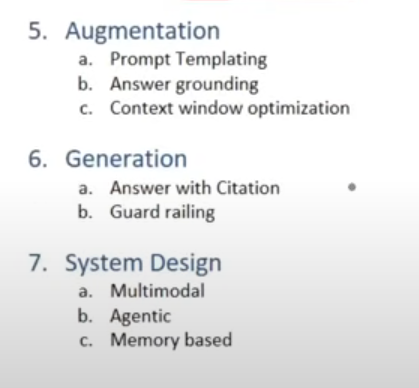 5. Augmentation
a. Prompt Templating
b. Answer grounding
c. Context window optimization
6. Generation
a. Answer with Citation
b. Guard railing
7. System Design
a. Multimodal
b. Agentic
c. Memory based